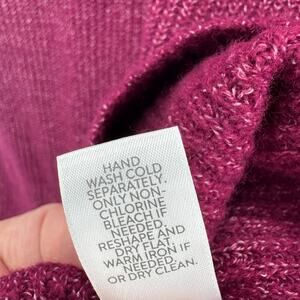 HAND
WASH COLD
SEPARATELY.
ONLY NON-
CHLORINE
BLEACH IF
NEEDED.
RESHAPE AND
DRY FLAT.
WARM IRON IF
NEEDED.
OR DRY CLEAN.